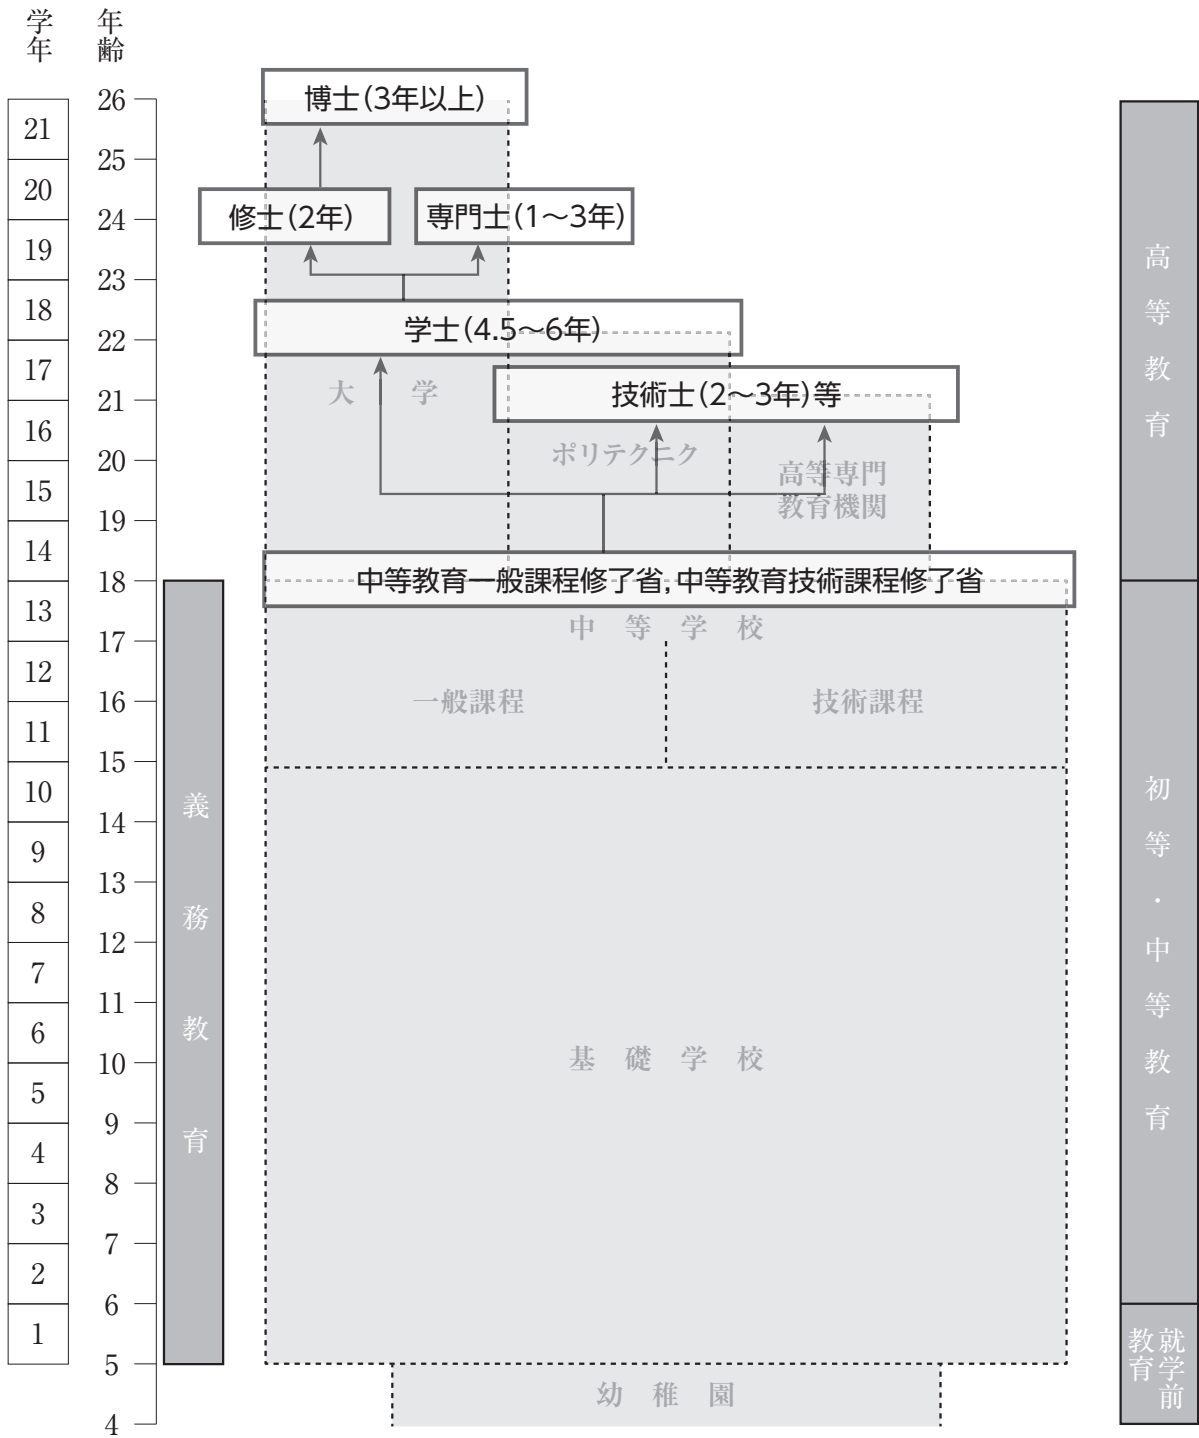 学年
年齢
26
21
25
20
24
19
23
18
22
17
21
16
20
15
19
14
18
13
17
12
16
11
15
10
14
9
13
8
12
7
11
6
10
5
9
4
8
3
7
2
6
1
5
4
義務教育
博士(3年以上)
修士(2年)
専門士(1〜3年)
学士(4.5〜6年)
大学
技術士(2〜3年)等
ポリテクニク
高等専門
教育機関
中等教育一般課程修了省, 中等教育技術課程修了省
中等学校
一般課程
技術課程
基礎学校
幼稚園
高等教育
初等・中等教育
就学前
教育